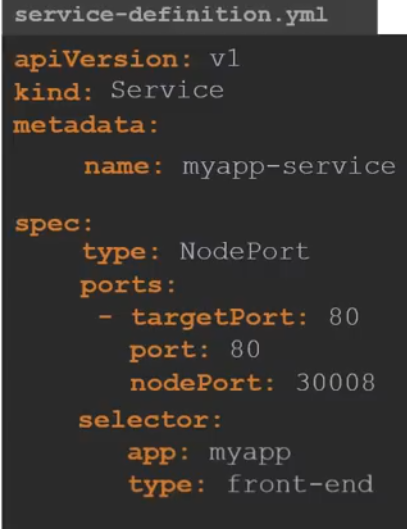 service-definition.yml
apiVersion: v1
kind: Service
metadata:
name: myapp-service
spec:
type: NodePort
ports:
- targetPort: 80
port: 80
nodePort: 30008
selector:
app: myapp
type: front-end